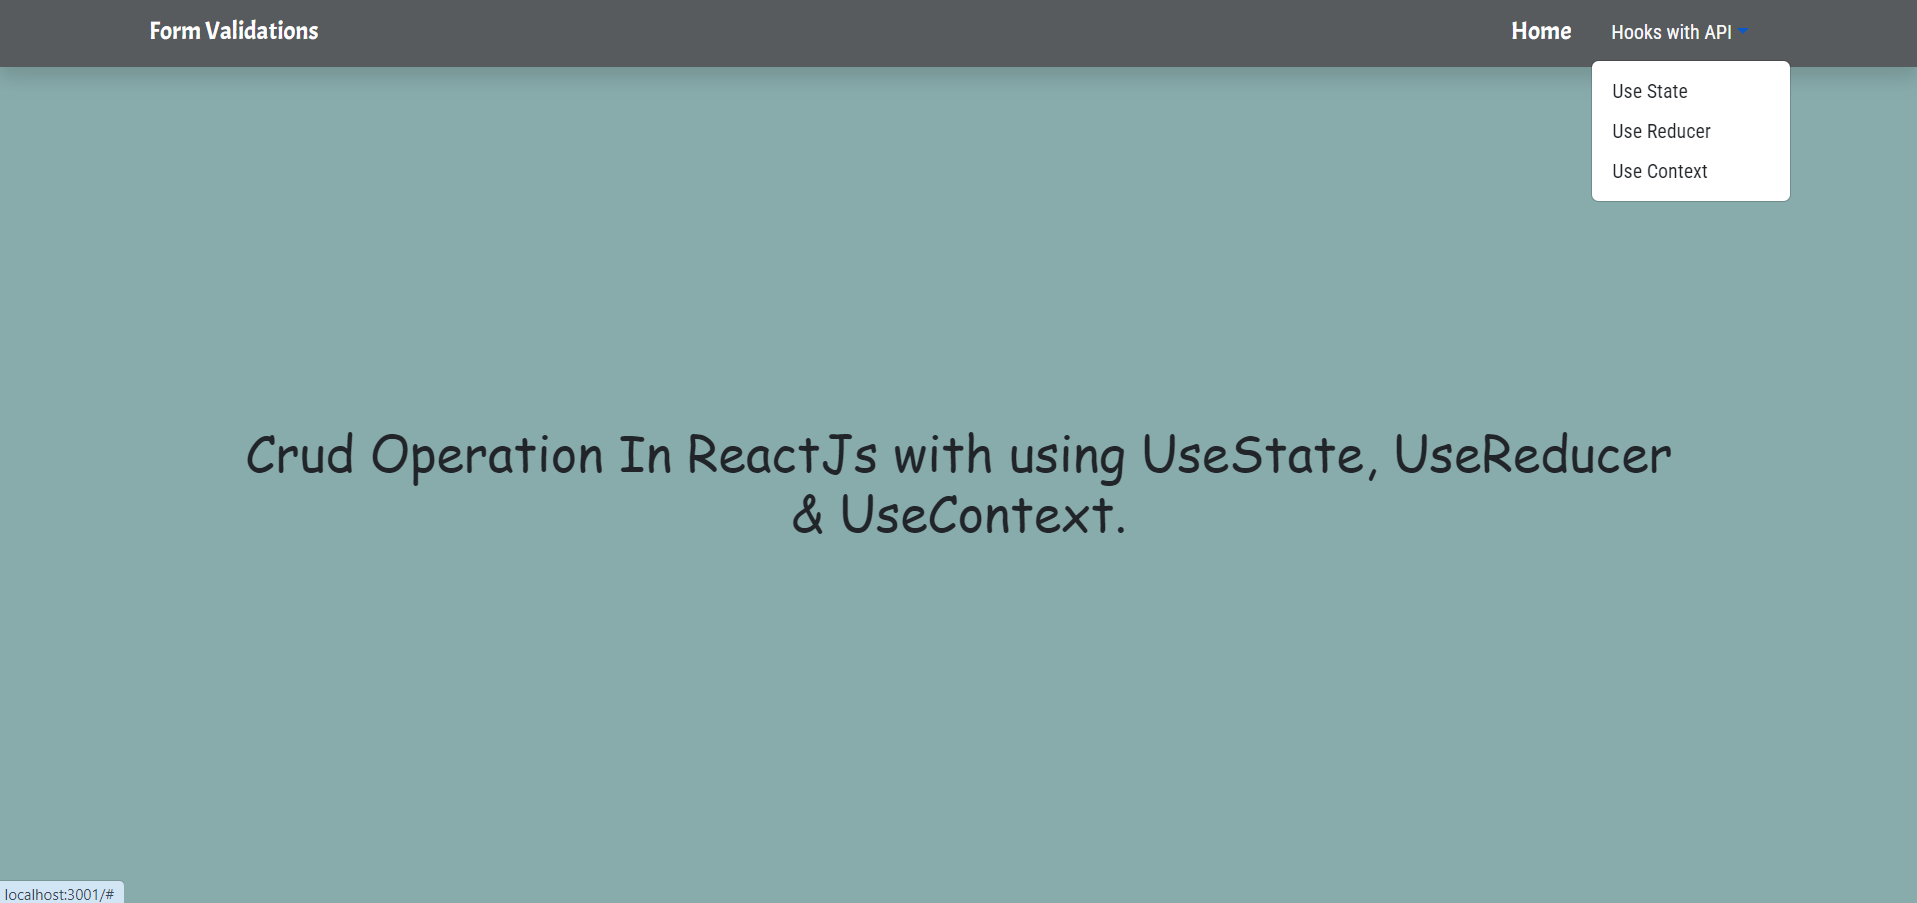 Form Validations
Home
Hooks with API
Use State
Use Reducer
Use Context
Crud Operation In ReactJs with using UseState, UseReducer
& UseContext.
localhost:3001/#